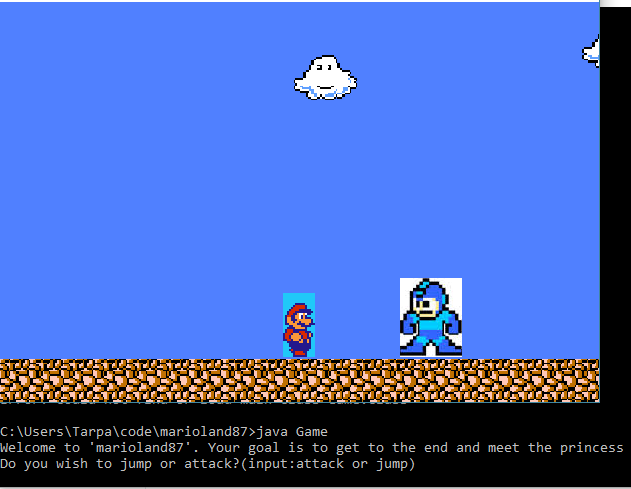 C:\Users\Tarpa\code\marioland87>java Game
Welcome to 'marioland87'. Your goal is to get to the end and meet the princess
Do you wish to jump or attack?(input:attack or jump)